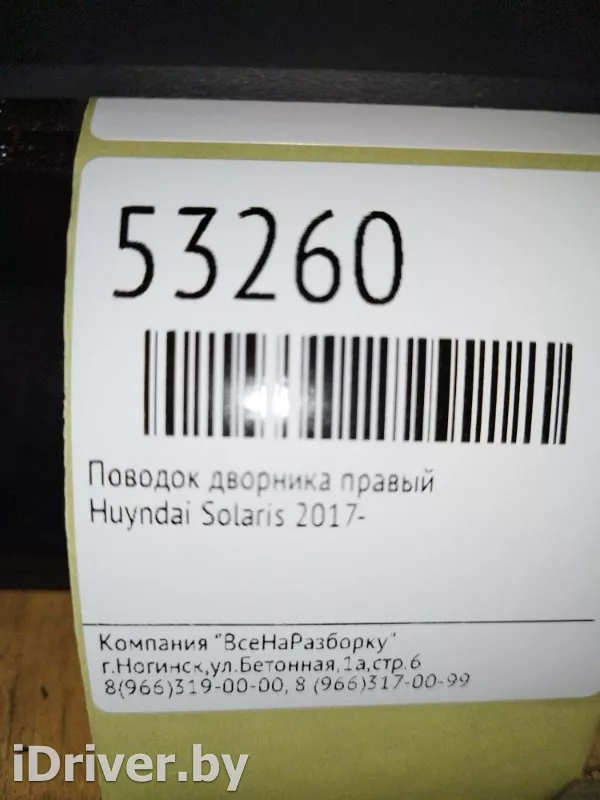 53260
Поводок дворника правый
Huyndai Solaris 2017-
Компания "ВсеНаРазборку"
г.Ногинск,ул.Бетонная,1а,стр.6
8(966)319-00-00, 8 (966)317-00-99
iDriver.by